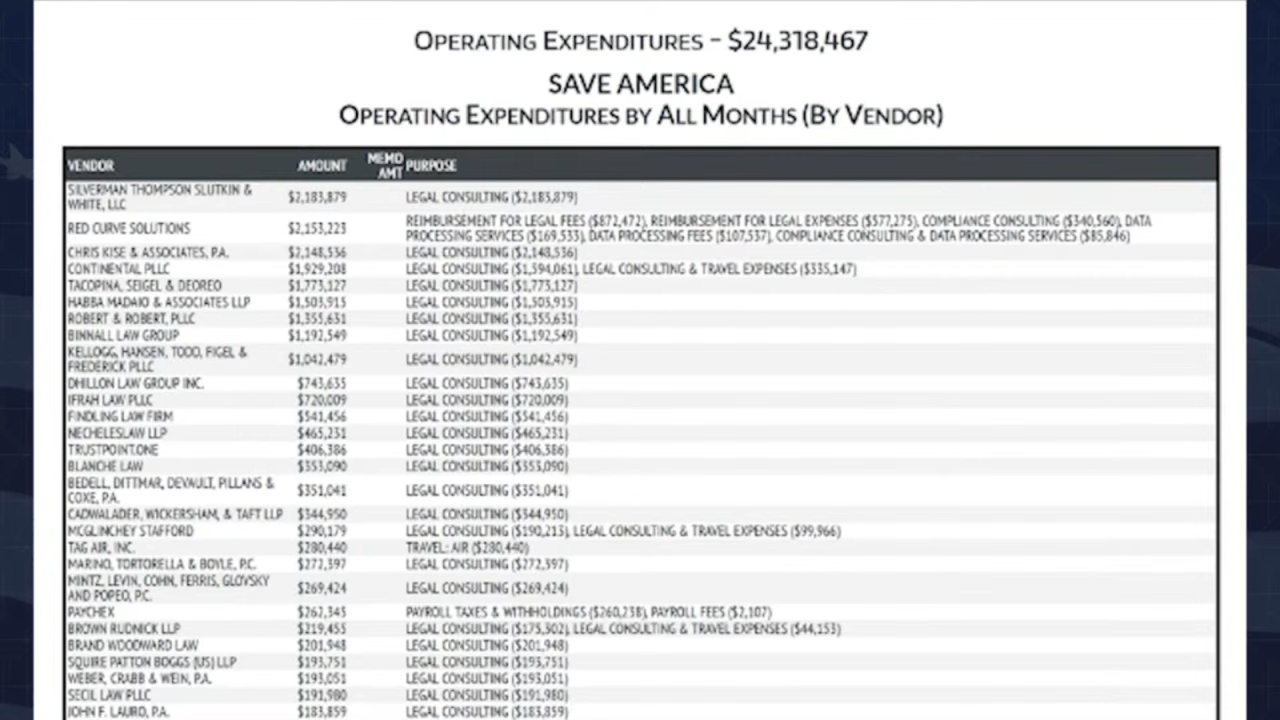 OPERATING EXPENDITURES – $24,318,467
SAVE AMERICA
OPERATING EXPENDITURES BY ALL MONTHS (BY VENDOR)
VENDOR AMOUNT MEMO AMT PURPOSE
SILVERMAN THOMPSON SLUTKIN & WHITE, LLC $2,183,879 LEGAL CONSULTING ($2,183,879)
RED CURVE SOLUTIONS $2,153,223 REIMBURSEMENT FOR LEGAL FEES ($872,472), REIMBURSEMENT FOR LEGAL EXPENSES ($577,275), COMPLIANCE CONSULTING ($340,560), DATA
PROCESSING SERVICES ($169,533), DATA PROCESSING FEES ($107,537), COMPLIANCE CONSULTING & DATA PROCESSING SERVICES ($85,846)
CHRIS KISE & ASSOCIATES, P.A. $2,148,536 LEGAL CONSULTING ($2,148,536)
CONTINENTAL PLLC $1,929,208 LEGAL CONSULTING ($1,594,061), LEGAL CONSULTING & TRAVEL EXPENSES ($335,147)
TACOPINA, SEIGEL & DEOREO $1,773,127 LEGAL CONSULTING ($1,773,127)
HABBA MADAIO & ASSOCIATES LLP $1,503,915 LEGAL CONSULTING ($1,503,915)
ROBERT & ROBERT, PLLC $1,355,631 LEGAL CONSULTING ($1,355,631)
BINNALL LAW GROUP $1,192,549 LEGAL CONSULTING ($1,192,549)
KELLOGG, HANSEN, TODD, FIGEL & FREDERICK PLLC $1,042,479 LEGAL CONSULTING ($1,042,479)
DHILLON LAW GROUP INC. $743,635 LEGAL CONSULTING ($743,635)
IFRAH LAW PLLC $720,009 LEGAL CONSULTING ($720,009)
FINDLING LAW FIRM $541,456 LEGAL CONSULTING ($541,456)
NECHELESLAW LLP $465,231 LEGAL CONSULTING ($465,231)
TRUSTPOINT.ONE $406,386 LEGAL CONSULTING ($406,386)
BLANCHE LAW $353,090 LEGAL CONSULTING ($353,090)
BEDELL, DITTMAR, DEVAULT, PILLANS & COXE, P.A. $351,041 LEGAL CONSULTING ($351,041)
CADWALADER, WICKERSHAM, & TAFT LLP $344,950 LEGAL CONSULTING ($344,950)
MCGLINCHEY STAFFORD $290,179 LEGAL CONSULTING ($190,213), LEGAL CONSULTING & TRAVEL EXPENSES ($99,966)
TAG AIR, INC. $280,440 TRAVEL: AIR ($280,440)
MARINO, TORTORELLA & BOYLE, P.C. $272,397 LEGAL CONSULTING ($272,397)
MINTZ, LEVIN, COHN, FERRIS, GLOVSKY AND POPEO, P.C. $269,424 LEGAL CONSULTING ($269,424)
PAYCHEX $262,345 PAYROLL TAXES & WITHHOLDINGS ($260,238), PAYROLL FEES ($2,107)
BROWN RUDNICK LLP $219,455 LEGAL CONSULTING ($175,302), LEGAL CONSULTING & TRAVEL EXPENSES ($44,153)
BRAND WOODWARD LAW $201,948 LEGAL CONSULTING ($201,948)
SQUIRE PATTON BOGGS (US) LLP $193,751 LEGAL CONSULTING ($193,751)
WEBER, CRABB & WEIN, P.A. $193,051 LEGAL CONSULTING ($193,051)
SECIL LAW PLLC $191,980 LEGAL CONSULTING ($191,980)
JOHN F. LAURO, P.A. $183,859 LEGAL CONSULTING ($183,859)